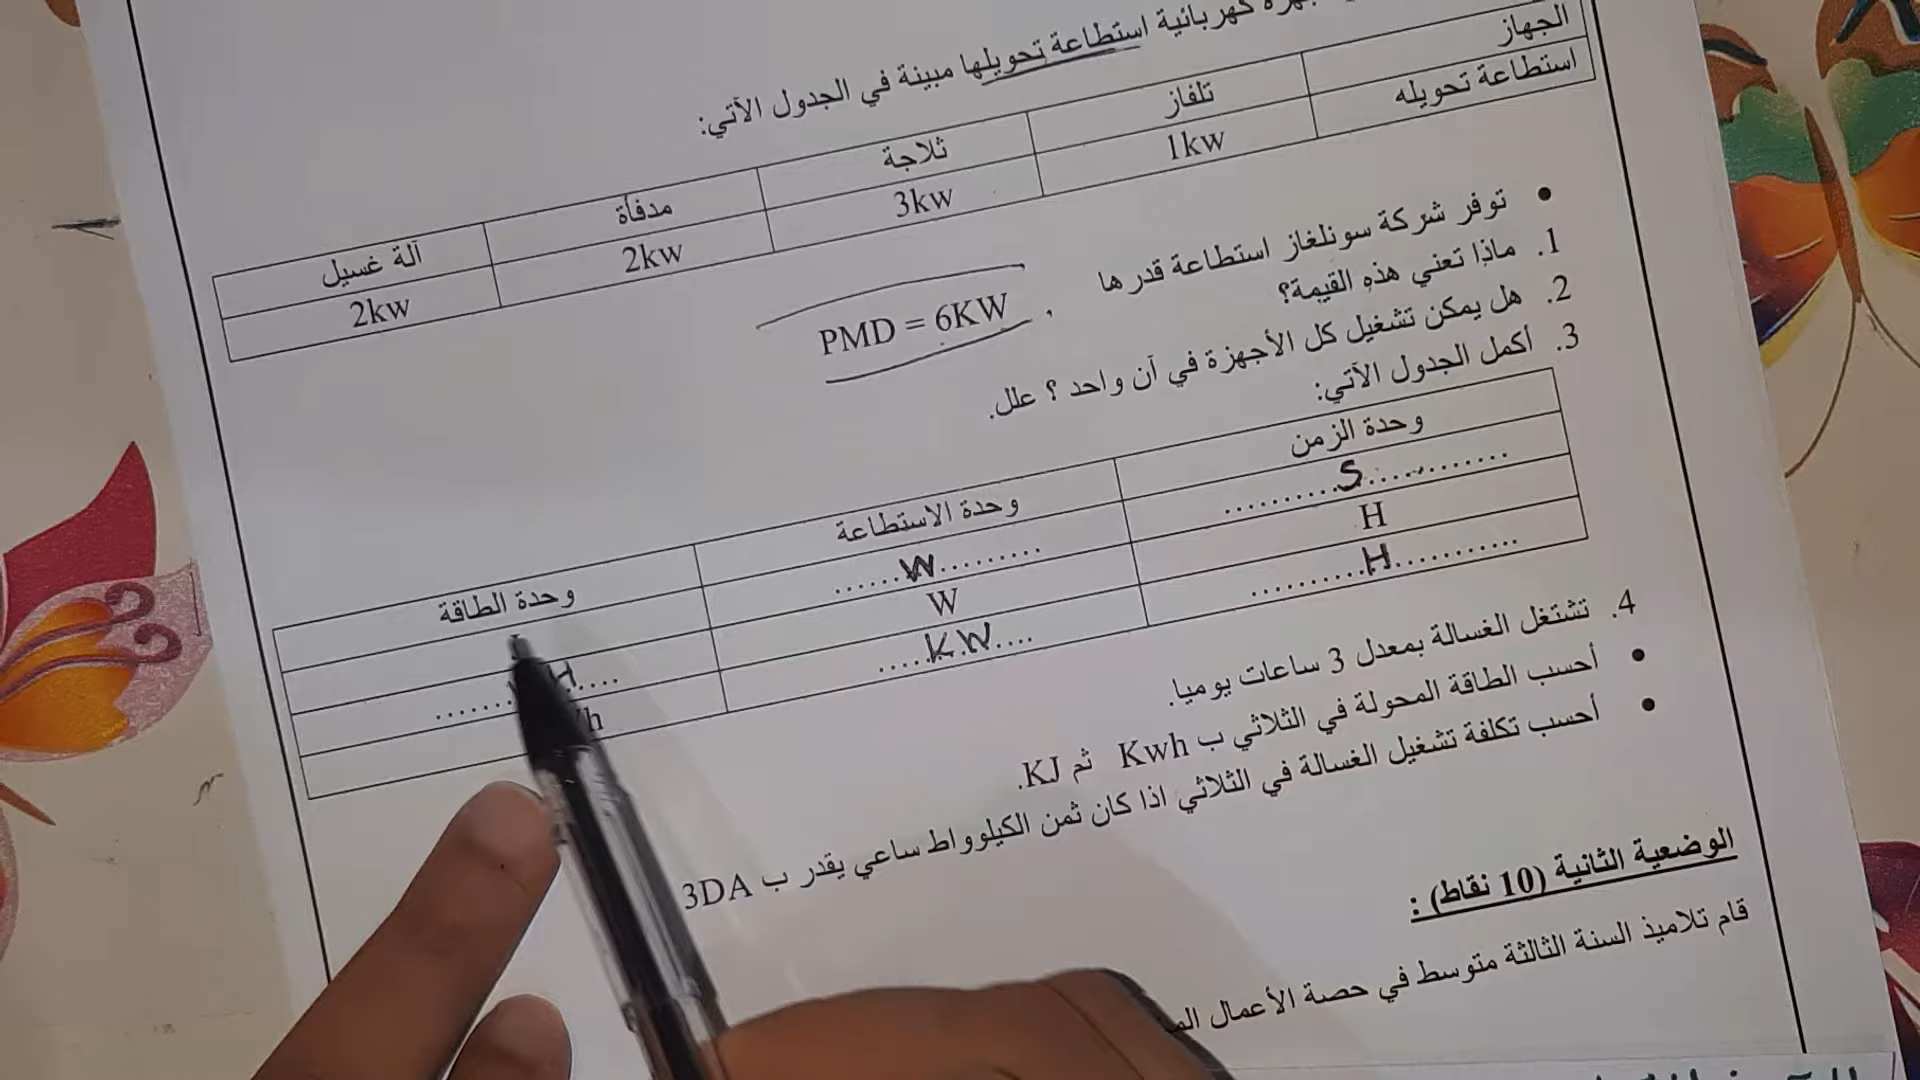 كهربائية استطاعة تحويلها مبينة في الجدول الآتي:
الجهاز تلفاز ثلاجة مدفأة آلة غسيل
استطاعة تحويله 1kw 3kw 2kw 2kw
• توفر شركة سونلغاز استطاعة قدرها PMD = 6KW .
1. ماذا تعني هذه القيمة؟
2. هل يمكن تشغيل كل الأجهزة في آن واحد ؟ علل.
3. أكمل الجدول الآتي:
وحدة الزمن وحدة الاستطاعة وحدة الطاقة
..........S............ ......W.........
H W .......H....
..........H........... .....KW....
4. تشتغل الغسالة بمعدل 3 ساعات يوميا.
• أحسب الطاقة المحولة في الثلاثي ب Kwh ثم KJ.
• أحسب تكلفة تشغيل الغسالة في الثلاثي اذا كان ثمن الكيلوواط ساعي يقدر ب 3DA
الوضعية الثانية (10 نقاط) :
قام تلاميذ السنة الثالثة متوسط في حصة الأعمال